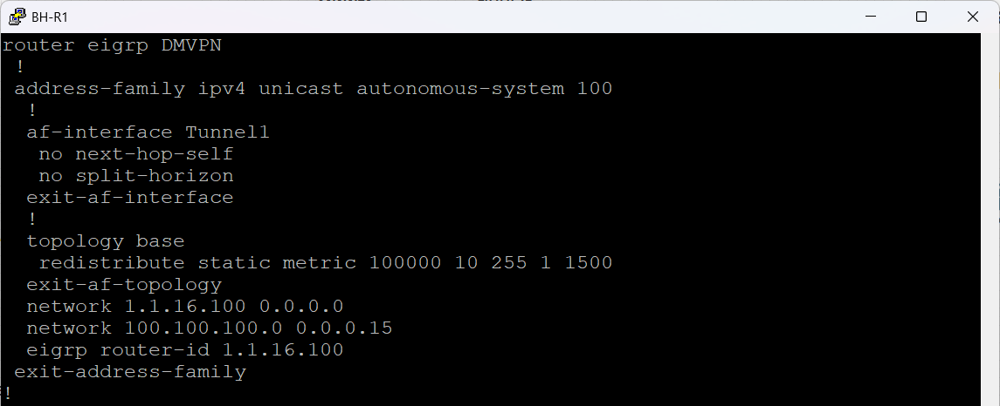 BH-R1
router eigrp DMVPN
 !
 address-family ipv4 unicast autonomous-system 100
  !
  af-interface Tunnel1
   no next-hop-self
   no split-horizon
  exit-af-interface
  !
  topology base
   redistribute static metric 100000 10 255 1 1500
  exit-af-topology
  network 1.1.16.100 0.0.0.0
  network 100.100.100.0 0.0.0.15
  eigrp router-id 1.1.16.100
 exit-address-family
!